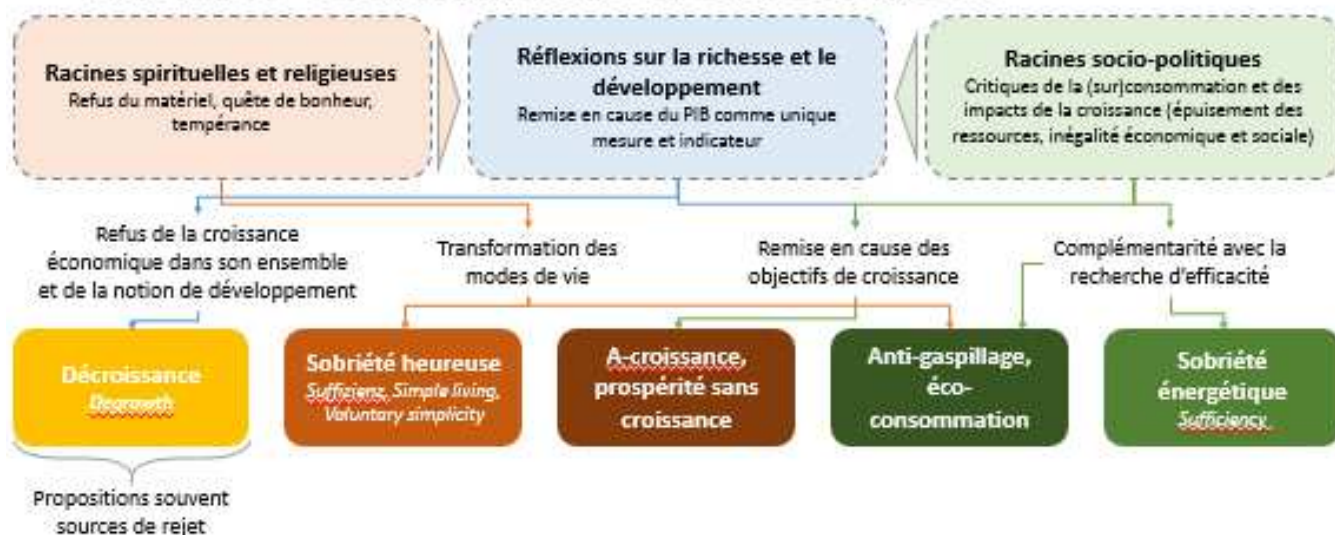 Racines spirituelles et religieuses
Refus du matériel, quête de bonheur,
tempérance
Réflexions sur la richesse et le
développement
Remise en cause du PIB comme unique
mesure et indicateur
Racines socio-politiques
Critiques de la (sur)consommation et des
impacts de la croissance (épuisement des
ressources, inégalité économique et sociale)
Refus de la croissance
économique dans son ensemble
et de la notion de développement
Transformation des
modes de vie
Remise en cause des
objectifs de croissance
Complémentarité avec la
recherche d'efficacité
Décroissance
Degrowth
Sobriété heureuse
Suffizienz, Simple living,
Voluntary simplicity
A-croissance,
prospérité sans
croissance
Anti-gaspillage,
éco-
consommation
Sobriété
énergétique
Sufficiency
Propositions souvent
sources de rejet